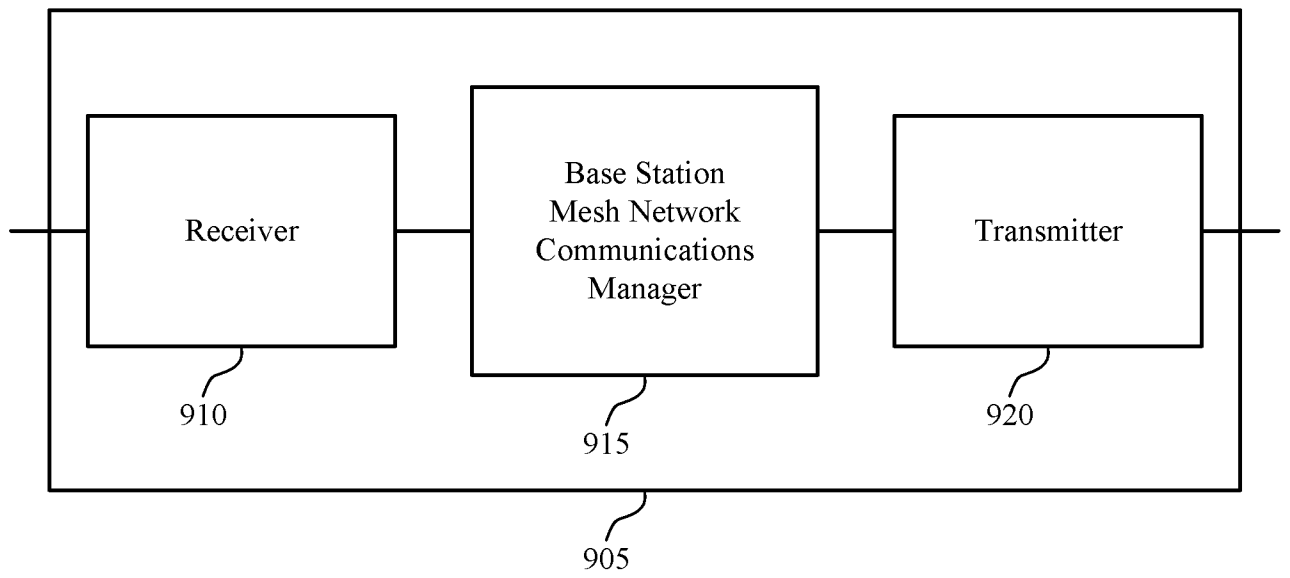 Receiver
Base Station
Mesh Network
Communications
Manager
Transmitter
910
915
920
905